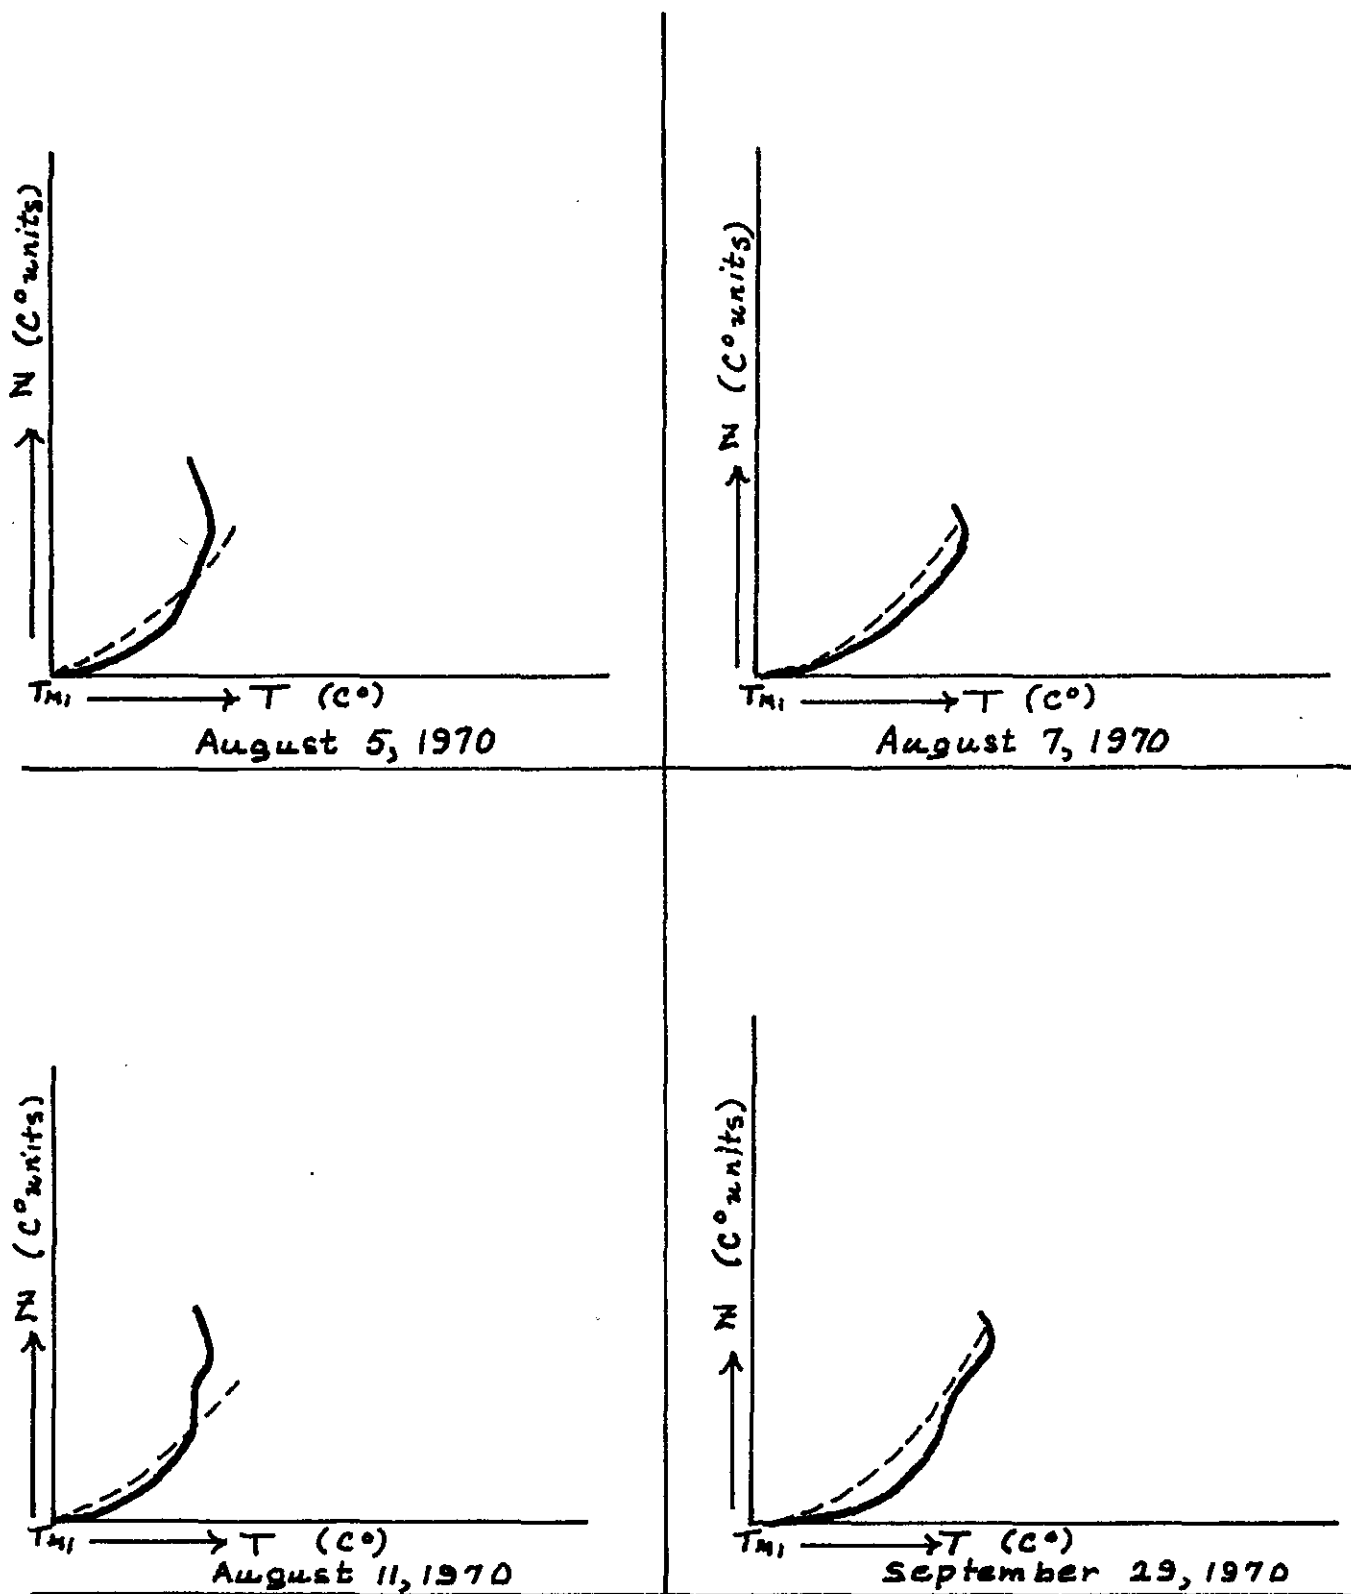 N (C° units)
T_M1 T (C°)
August 5, 1970
N (C° units)
T_M1 T (C°)
August 7, 1970
N (C° units)
T_M1 T (C°)
August 11, 1970
N (C° units)
T_M1 T (C°)
September 29, 1970